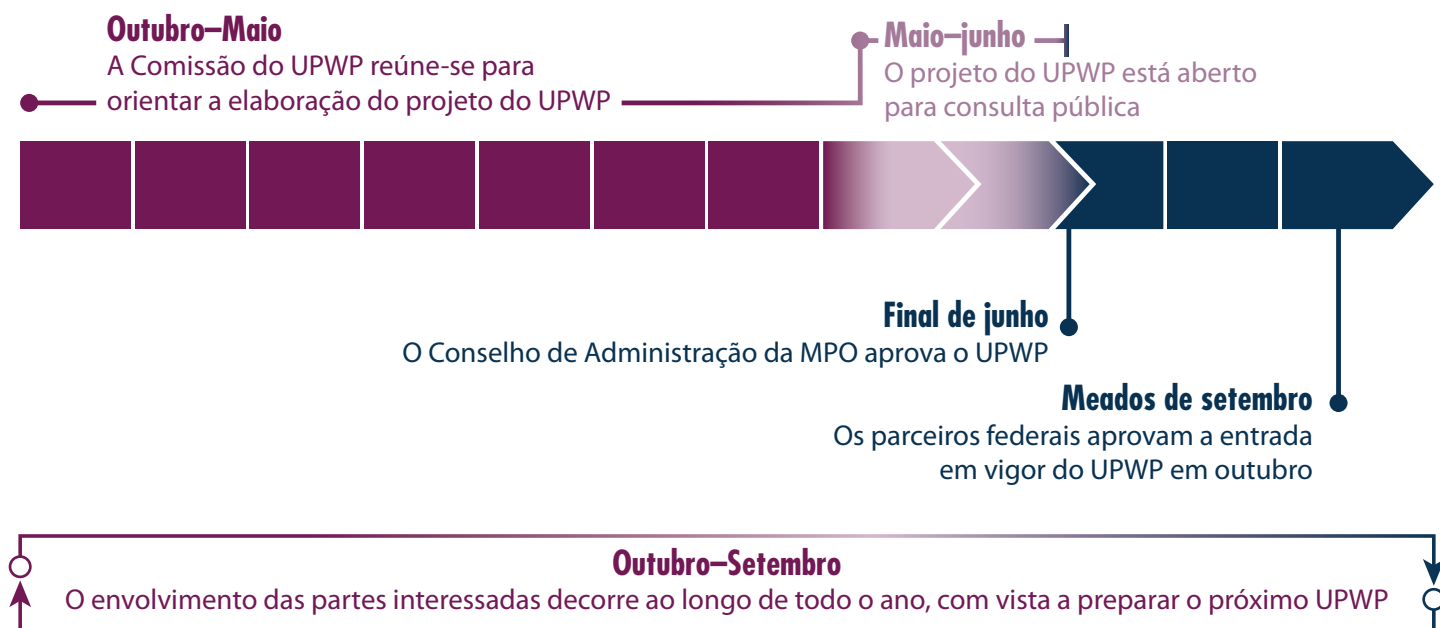 Outubro–Maio
A Comissão do UPWP reúne-se para
orientar a elaboração do projeto do UPWP
Maio–junho
O projeto do UPWP está aberto
para consulta pública
Final de junho
O Conselho de Administração da MPO aprova o UPWP
Meados de setembro
Os parceiros federais aprovam a entrada
em vigor do UPWP em outubro
Outubro–Setembro
O envolvimento das partes interessadas decorre ao longo de todo o ano, com vista a preparar o próximo UPWP